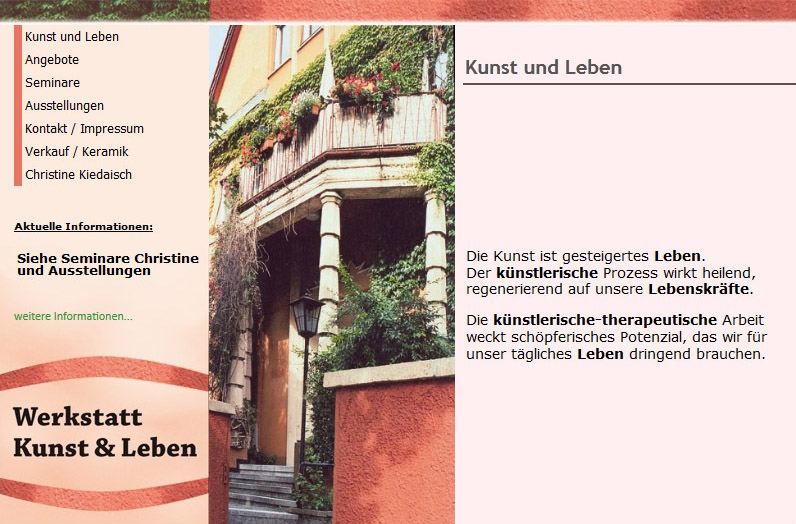 Kunst und Leben
Angebote
Seminare
Ausstellungen
Kontakt / Impressum
Verkauf / Keramik
Christine Kiedaisch
Aktuelle Informationen:
Siehe Seminare Christine
und Ausstellungen
weitere Informationen...
Werkstatt
Kunst & Leben
Kunst und Leben
Die Kunst ist gesteigertes Leben.
Der künstlerische Prozess wirkt heilend,
regenerierend auf unsere Lebenskräfte.
Die künstlerische-therapeutische Arbeit
weckt schöpferisches Potenzial, das wir für
unser tägliches Leben dringend brauchen.